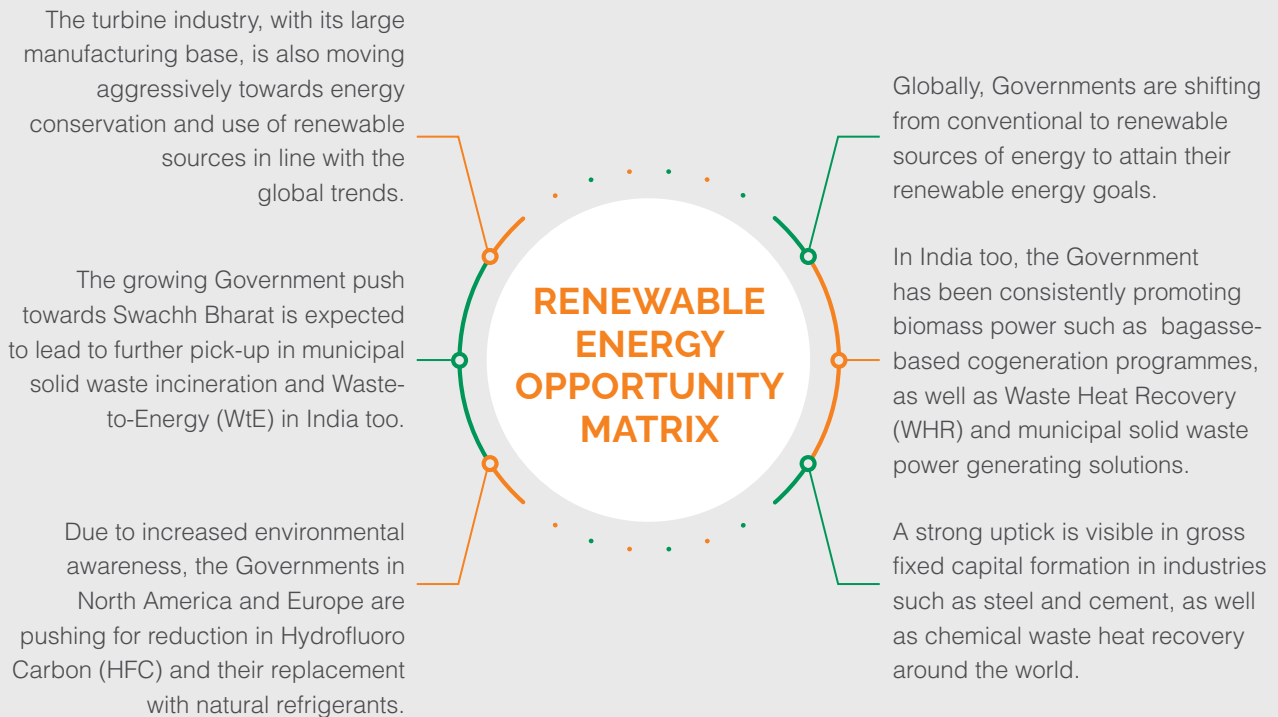 The turbine industry, with its large
manufacturing base, is also moving
aggressively towards energy
conservation and use of renewable
sources in line with the
global trends.
The growing Government push
towards Swachh Bharat is expected
to lead to further pick-up in municipal
solid waste incineration and Waste-
to-Energy (WtE) in India too.
Due to increased environmental
awareness, the Governments in
North America and Europe are
pushing for reduction in Hydrofluoro
Carbon (HFC) and their replacement
with natural refrigerants.
RENEWABLE
ENERGY
OPPORTUNITY
MATRIX
Globally, Governments are shifting
from conventional to renewable
sources of energy to attain their
renewable energy goals.
In India too, the Government
has been consistently promoting
biomass power such as  bagasse-
based cogeneration programmes,
as well as Waste Heat Recovery
(WHR) and municipal solid waste
power generating solutions.
A strong uptick is visible in gross
fixed capital formation in industries
such as steel and cement, as well
as chemical waste heat recovery
around the world.